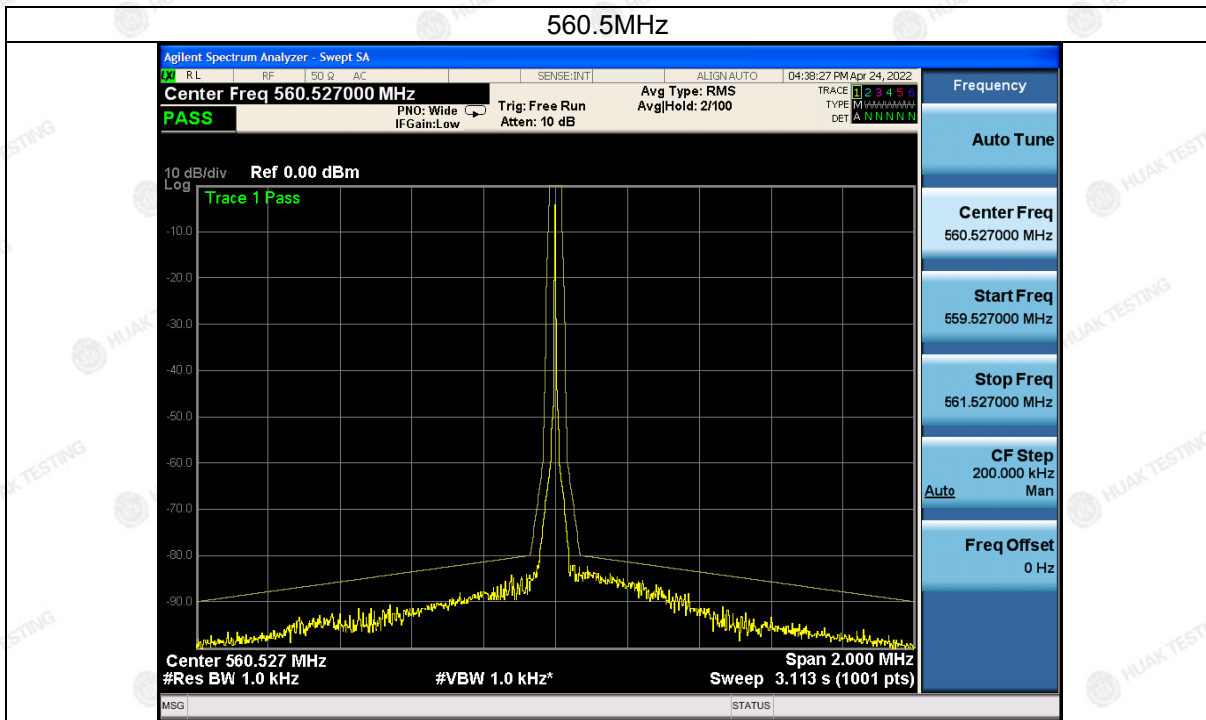 560.5MHz
Agilent Spectrum Analyzer - Swept SA
LXI RL RF 50 Ω AC SENSE:INT ALIGN AUTO 04:38:27 PM Apr 24, 2022
Center Freq 560.527000 MHz
PASS
PNO: Wide
IFGain:Low
Trig: Free Run
Atten: 10 dB
Avg Type: RMS
Avg|Hold: 2/100
TRACE 1 2 3 4 5 6
TYPE M WWWWW
DET A N N N N N
10 dB/div Ref 0.00 dBm
Log
Trace 1 Pass
-10.0
-20.0
-30.0
-40.0
-50.0
-60.0
-70.0
-80.0
-90.0
Center 560.527 MHz Span 2.000 MHz
#Res BW 1.0 kHz #VBW 1.0 kHz* Sweep 3.113 s (1001 pts)
MSG STATUS
Frequency
Auto Tune
Center Freq
560.527000 MHz
Start Freq
559.527000 MHz
Stop Freq
561.527000 MHz
CF Step
200.000 kHz
Auto Man
Freq Offset
0 Hz
HUAK TESTING
HUAK TESTING
HUAK TESTING